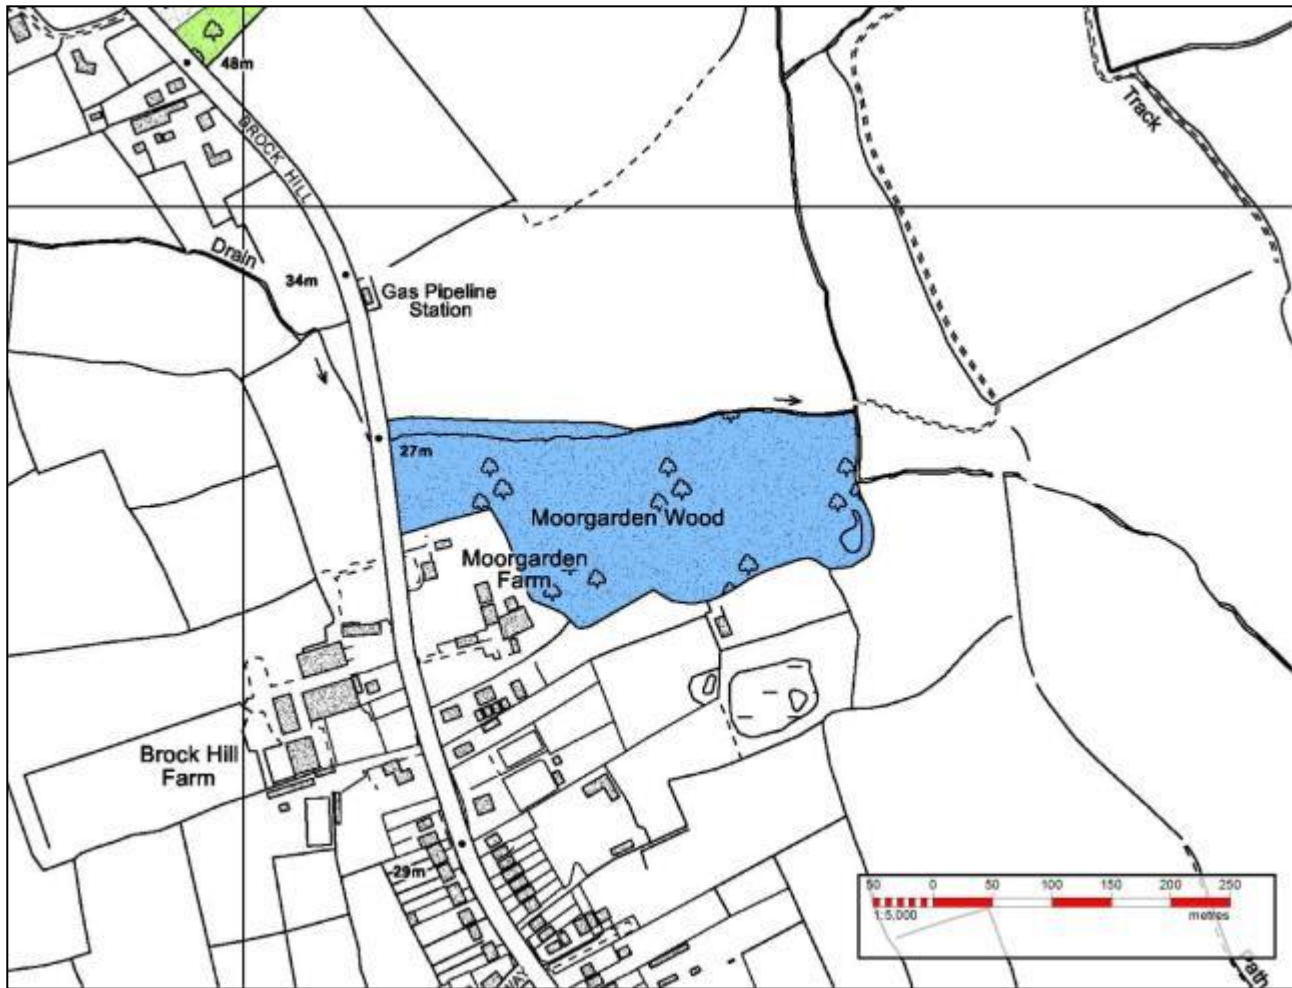 48m
BROCK HILL
Track
Drain
34m
Gas Pipeline
Station
27m
Moorgarden Wood
Moorgarden
Farm
Brock Hill
Farm
29m
50 0 50 100 150 200 250
1:5,000 metres
WAY
Path